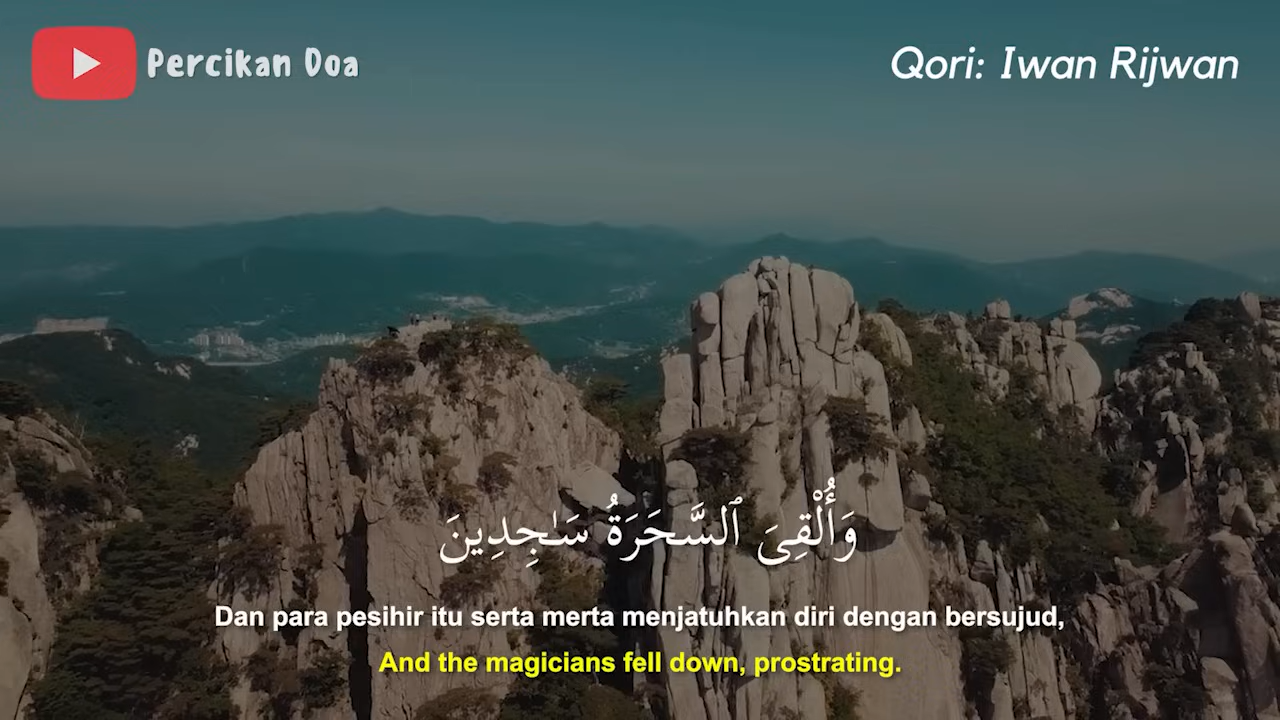 Percikan Doa
Qori: Iwan Rijwan
وَأُلْقِىَ ٱلسَّحَرَةُ سَـٰجِدِينَ
Dan para pesihir itu serta merta menjatuhkan diri dengan bersujud,
And the magicians fell down, prostrating.